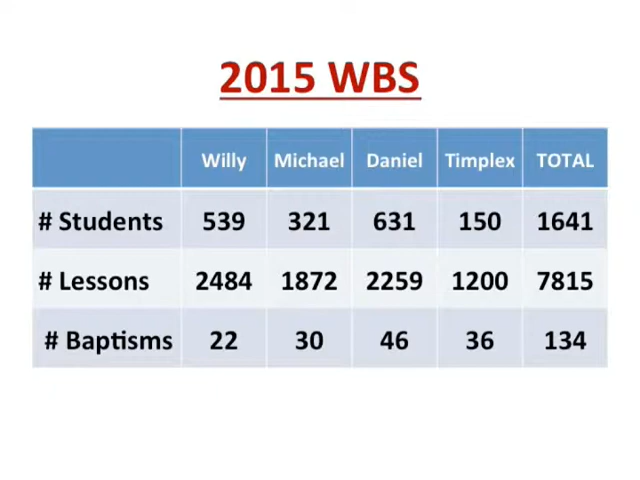 2015 WBS
Willy Michael Daniel Timplex TOTAL
# Students 539 321 631 150 1641
# Lessons 2484 1872 2259 1200 7815
# Baptisms 22 30 46 36 134